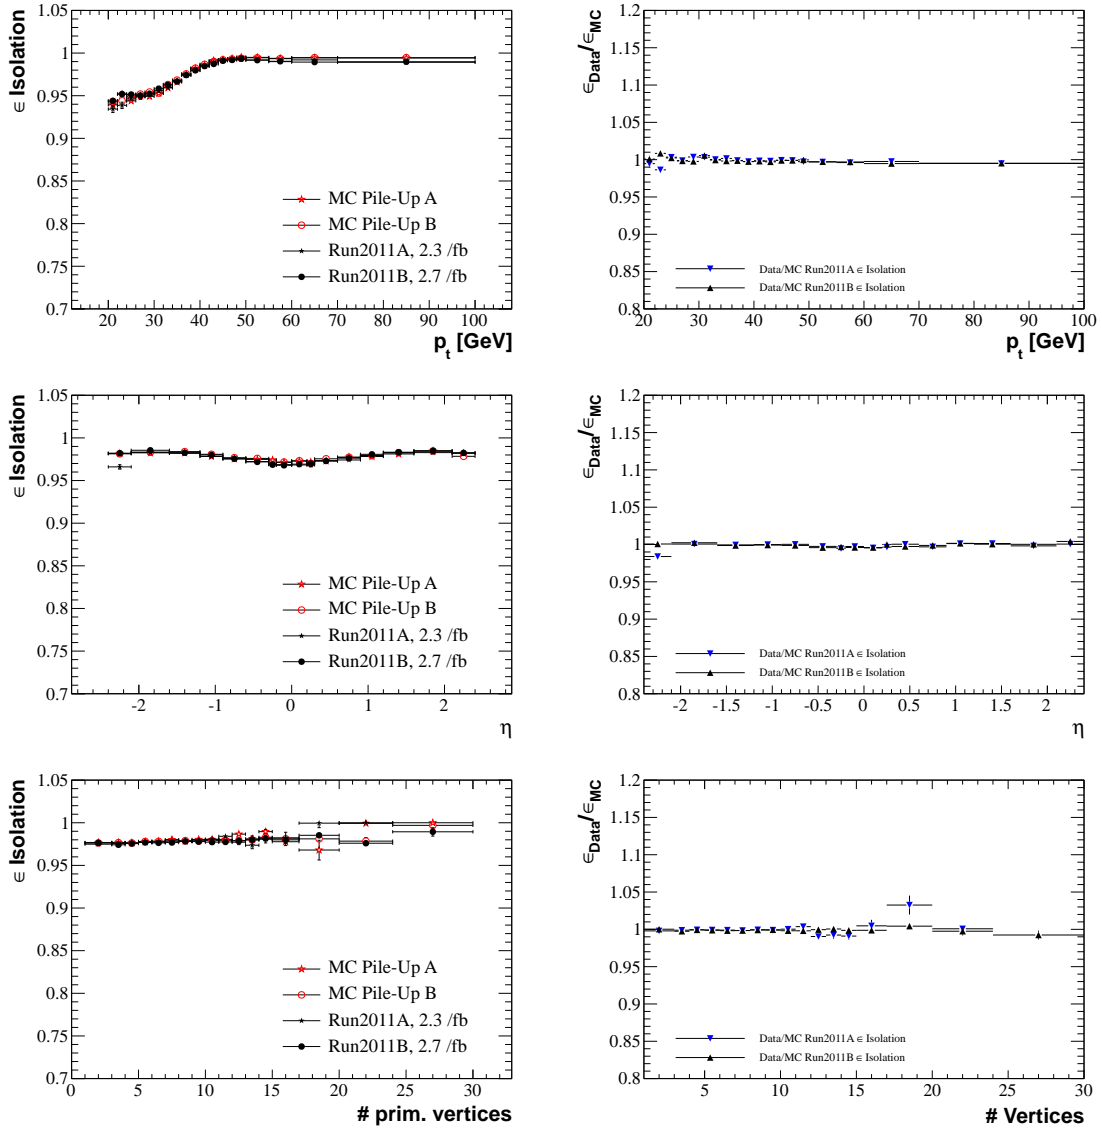 1.05
1
0.95
0.9
0.85
0.8
0.75
0.7
∈ Isolation
MC Pile-Up A
MC Pile-Up B
Run2011A, 2.3 /fb
Run2011B, 2.7 /fb
20 30 40 50 60 70 80 90 100
p_t [GeV]
1.2
1.15
1.1
1.05
1
0.95
0.9
0.85
0.8
∈Data/∈MC
Data/MC Run2011A ∈ Isolation
Data/MC Run2011B ∈ Isolation
20 30 40 50 60 70 80 90 100
p_t [GeV]
1.05
1
0.95
0.9
0.85
0.8
0.75
0.7
∈ Isolation
MC Pile-Up A
MC Pile-Up B
Run2011A, 2.3 /fb
Run2011B, 2.7 /fb
-2 -1 0 1 2
η
1.2
1.15
1.1
1.05
1
0.95
0.9
0.85
0.8
∈Data/∈MC
Data/MC Run2011A ∈ Isolation
Data/MC Run2011B ∈ Isolation
-2 -1.5 -1 -0.5 0 0.5 1 1.5 2
η
1.05
1
0.95
0.9
0.85
0.8
0.75
0.7
∈ Isolation
MC Pile-Up A
MC Pile-Up B
Run2011A, 2.3 /fb
Run2011B, 2.7 /fb
0 5 10 15 20 25 30
# prim. vertices
1.2
1.15
1.1
1.05
1
0.95
0.9
0.85
0.8
∈Data/∈MC
Data/MC Run2011A ∈ Isolation
Data/MC Run2011B ∈ Isolation
5 10 15 20 25 30
# Vertices